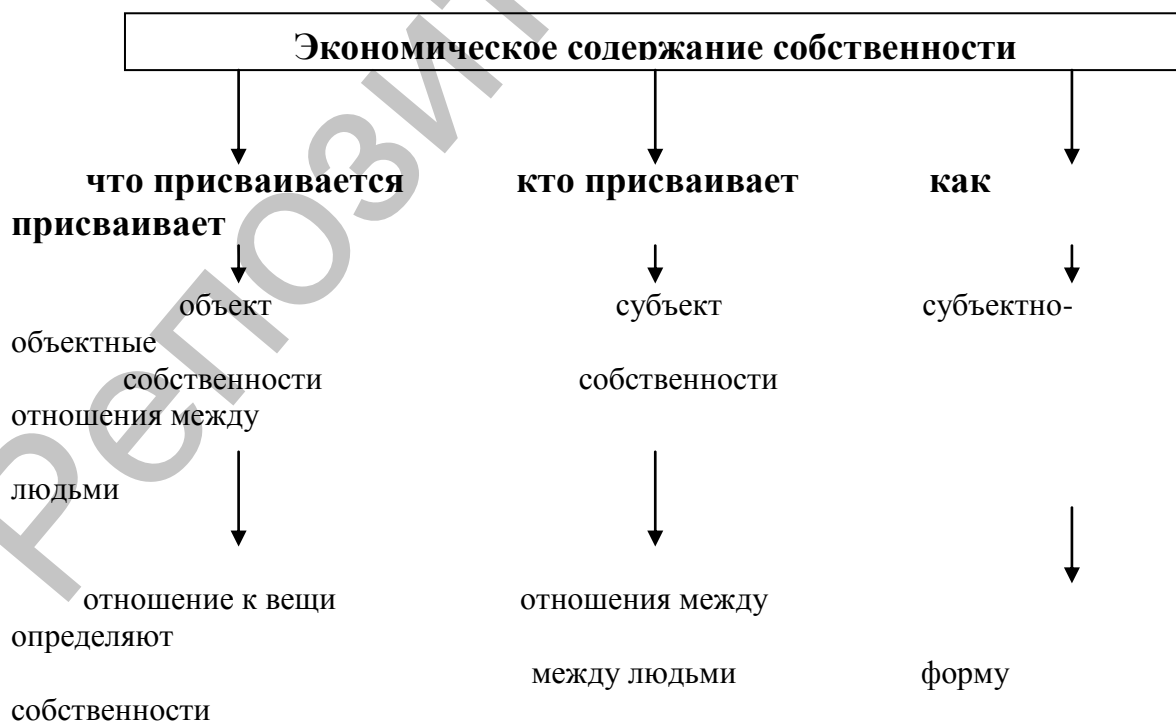 Экономическое содержание собственности
что присваивается кто присваивает как
присваивает
объект субъект субъектно-
объектные
собственности собственности
отношения между
людьми
отношение к вещи отношения между
определяют
между людьми форму
собственности
Репозит